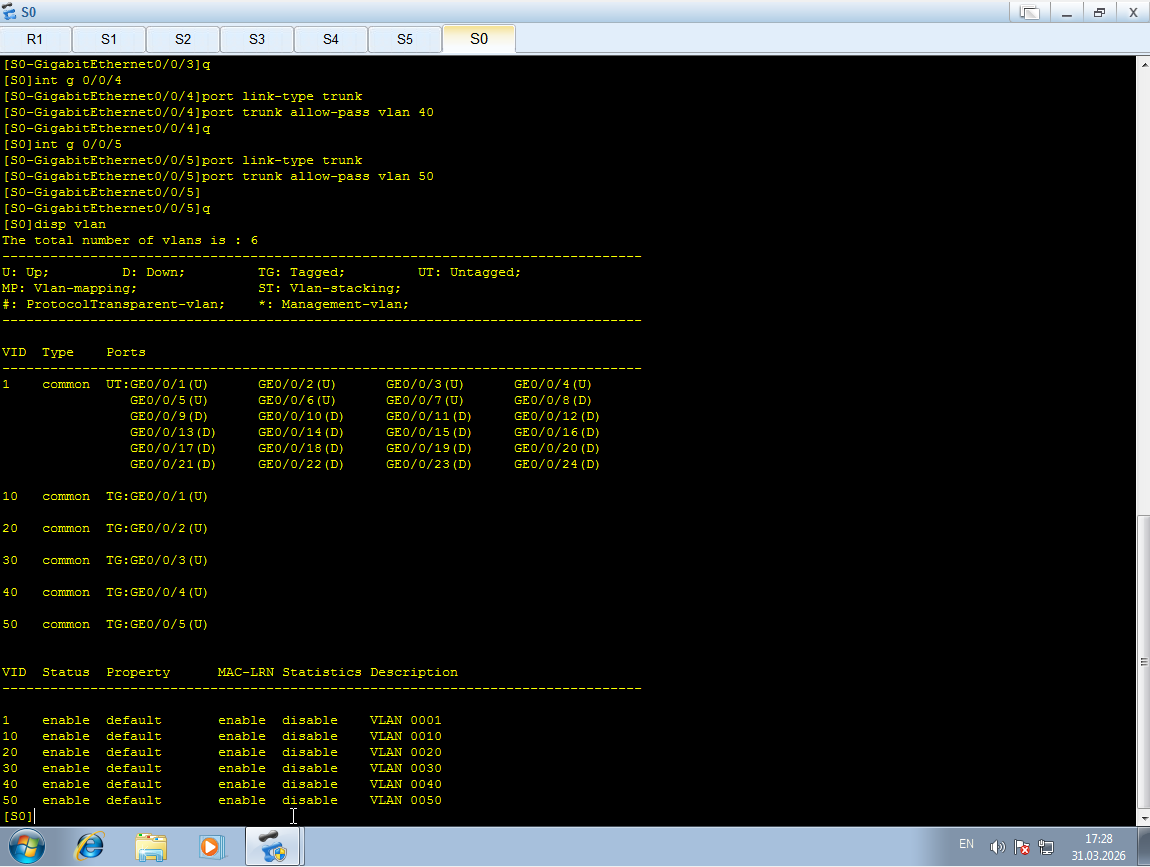 S0
R1 S1 S2 S3 S4 S5 S0
[S0-GigabitEthernet0/0/3]q
[S0]int g 0/0/4
[S0-GigabitEthernet0/0/4]port link-type trunk
[S0-GigabitEthernet0/0/4]port trunk allow-pass vlan 40
[S0-GigabitEthernet0/0/4]q
[S0]int g 0/0/5
[S0-GigabitEthernet0/0/5]port link-type trunk
[S0-GigabitEthernet0/0/5]port trunk allow-pass vlan 50
[S0-GigabitEthernet0/0/5]
[S0-GigabitEthernet0/0/5]q
[S0]disp vlan
The total number of vlans is : 6
--------------------------------------------------------------------------------
U: Up;         D: Down;         TG: Tagged;         UT: Untagged;
MP: Vlan-mapping;               ST: Vlan-stacking;
#: ProtocolTransparent-vlan;    *: Management-vlan;
--------------------------------------------------------------------------------
VID  Type    Ports
--------------------------------------------------------------------------------
1    common  UT:GE0/0/1(U)      GE0/0/2(U)      GE0/0/3(U)      GE0/0/4(U)
GE0/0/5(U)      GE0/0/6(U)      GE0/0/7(U)      GE0/0/8(D)
GE0/0/9(D)      GE0/0/10(D)     GE0/0/11(D)     GE0/0/12(D)
GE0/0/13(D)     GE0/0/14(D)     GE0/0/15(D)     GE0/0/16(D)
GE0/0/17(D)     GE0/0/18(D)     GE0/0/19(D)     GE0/0/20(D)
GE0/0/21(D)     GE0/0/22(D)     GE0/0/23(D)     GE0/0/24(D)
10   common  TG:GE0/0/1(U)
20   common  TG:GE0/0/2(U)
30   common  TG:GE0/0/3(U)
40   common  TG:GE0/0/4(U)
50   common  TG:GE0/0/5(U)
VID  Status  Property      MAC-LRN Statistics Description
--------------------------------------------------------------------------------
1    enable  default       enable  disable    VLAN 0001
10   enable  default       enable  disable    VLAN 0010
20   enable  default       enable  disable    VLAN 0020
30   enable  default       enable  disable    VLAN 0030
40   enable  default       enable  disable    VLAN 0040
50   enable  default       enable  disable    VLAN 0050
[S0]
EN
17:28
31.03.2026